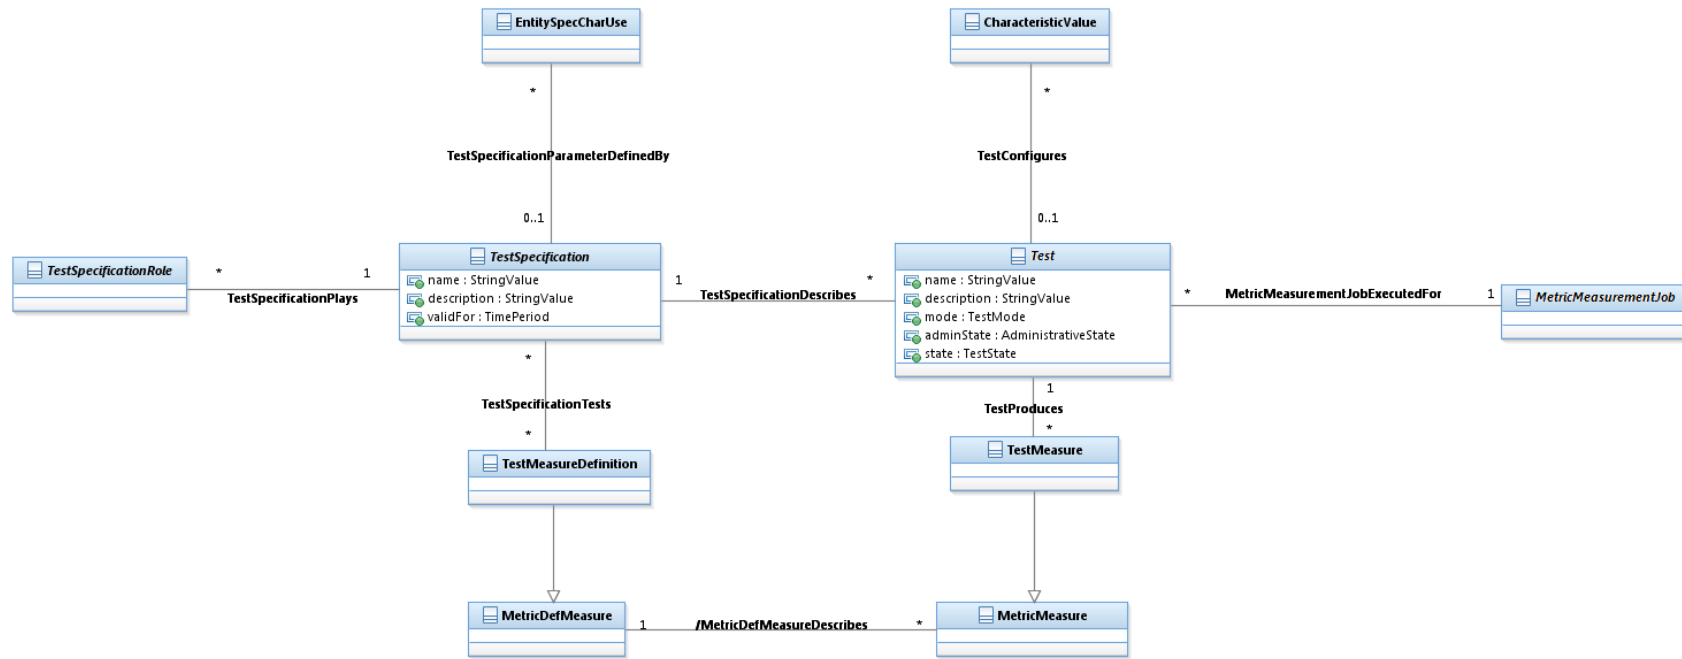 EntitySpecCharUse
CharacteristicValue
*
*
TestSpecificationParameterDefinedBy
TestConfigures
0..1
0..1
TestSpecificationRole
*
1
TestSpecificationPlays
TestSpecification
name : StringValue
description : StringValue
validFor : TimePeriod
1
*
TestSpecificationDescribes
Test
name : StringValue
description : StringValue
mode : TestMode
adminState : AdministrativeState
state : TestState
*
MetricMeasurementJobExecutedFor
1
MetricMeasurementJob
*
TestSpecificationTests
*
1
TestProduces
*
TestMeasureDefinition
TestMeasure
MetricDefMeasure
1
/MetricDefMeasureDescribes
*
MetricMeasure